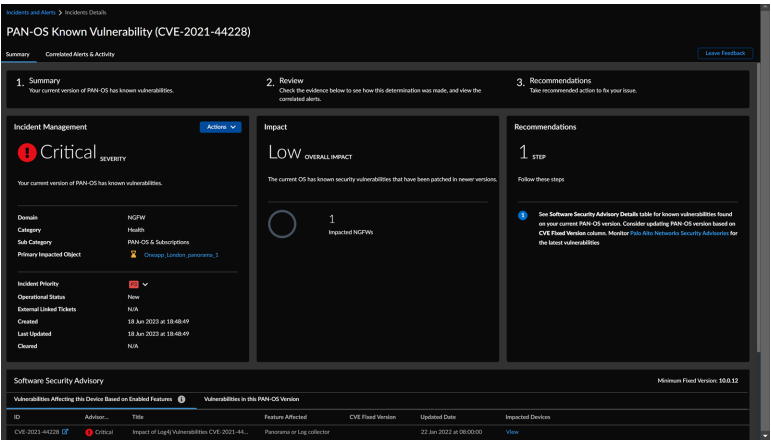 Incidents and Alerts > Incidents Details
PAN-OS Known Vulnerability (CVE-2021-44228)
Summary Correlated Alerts & Activity Leave Feedback
1. Summary
Your current version of PAN-OS has known vulnerabilities.
2. Review
Check the evidence below to see how this determination was made, and view the
correlated alerts.
3. Recommendations
Take recommended action to fix your issue.
Incident Management Actions
Critical SEVERITY
Your current version of PAN-OS has known vulnerabilities.
Domain NGFW
Category Health
Sub Category PAN-OS & Subscriptions
Primary Impacted Object Oneapp_London_panorama_1
Incident Priority
Operational Status New
External Linked Tickets N/A
Created 18 Jun 2023 at 18:48:49
Last Updated 18 Jun 2023 at 18:48:49
Cleared N/A
Impact
Low OVERALL IMPACT
The current OS has known security vulnerabilities that have been patched in newer versions.
1
Impacted NGFWs
Recommendations
1 STEP
Follow these steps
1 See Software Security Advisory Details table for known vulnerabilities found
on your current PAN-OS version. Consider updating PAN-OS version based on
CVE Fixed Version column. Monitor Palo Alto Networks Security Advisories for
the latest vulnerabilities
Software Security Advisory Minimum Fixed Version: 10.0.12
Vulnerabilities Affecting this Device Based on Enabled Features Vulnerabilities in this PAN-OS Version
ID Advisor... Title Feature Affected CVE Fixed Version Updated Date Impacted Devices
CVE-2021-44228 Critical Impact of Log4j Vulnerabilities CVE-2021-44... Panorama or Log collector 22 Jan 2022 at 08:00:00 View